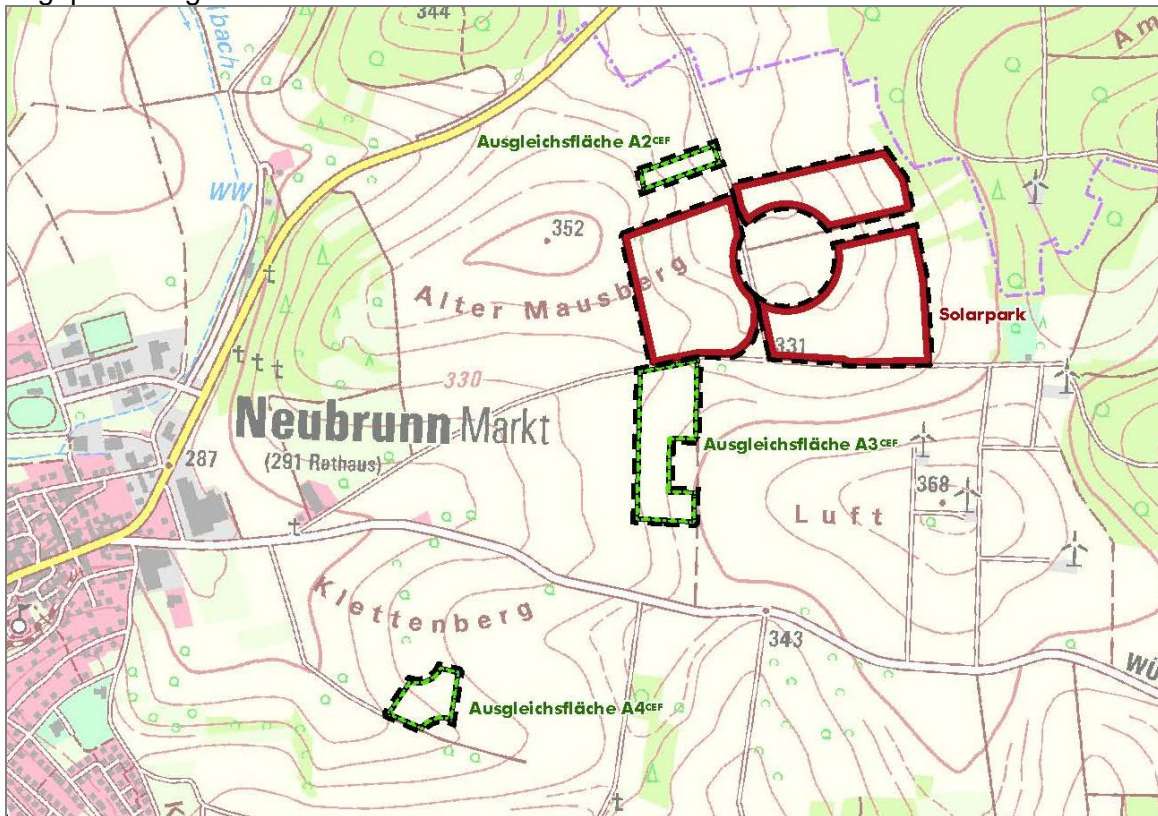 344
Ausgleichsfläche A2CEF
WW
352
Alter Mausberg
Solarpark
331
330
Neubrunn Markt
(291 Rathaus)
287
Ausgleichsfläche A3CEF
368
Luft
Klettenberg
343
WÜ
Ausgleichsfläche A4CEF
K